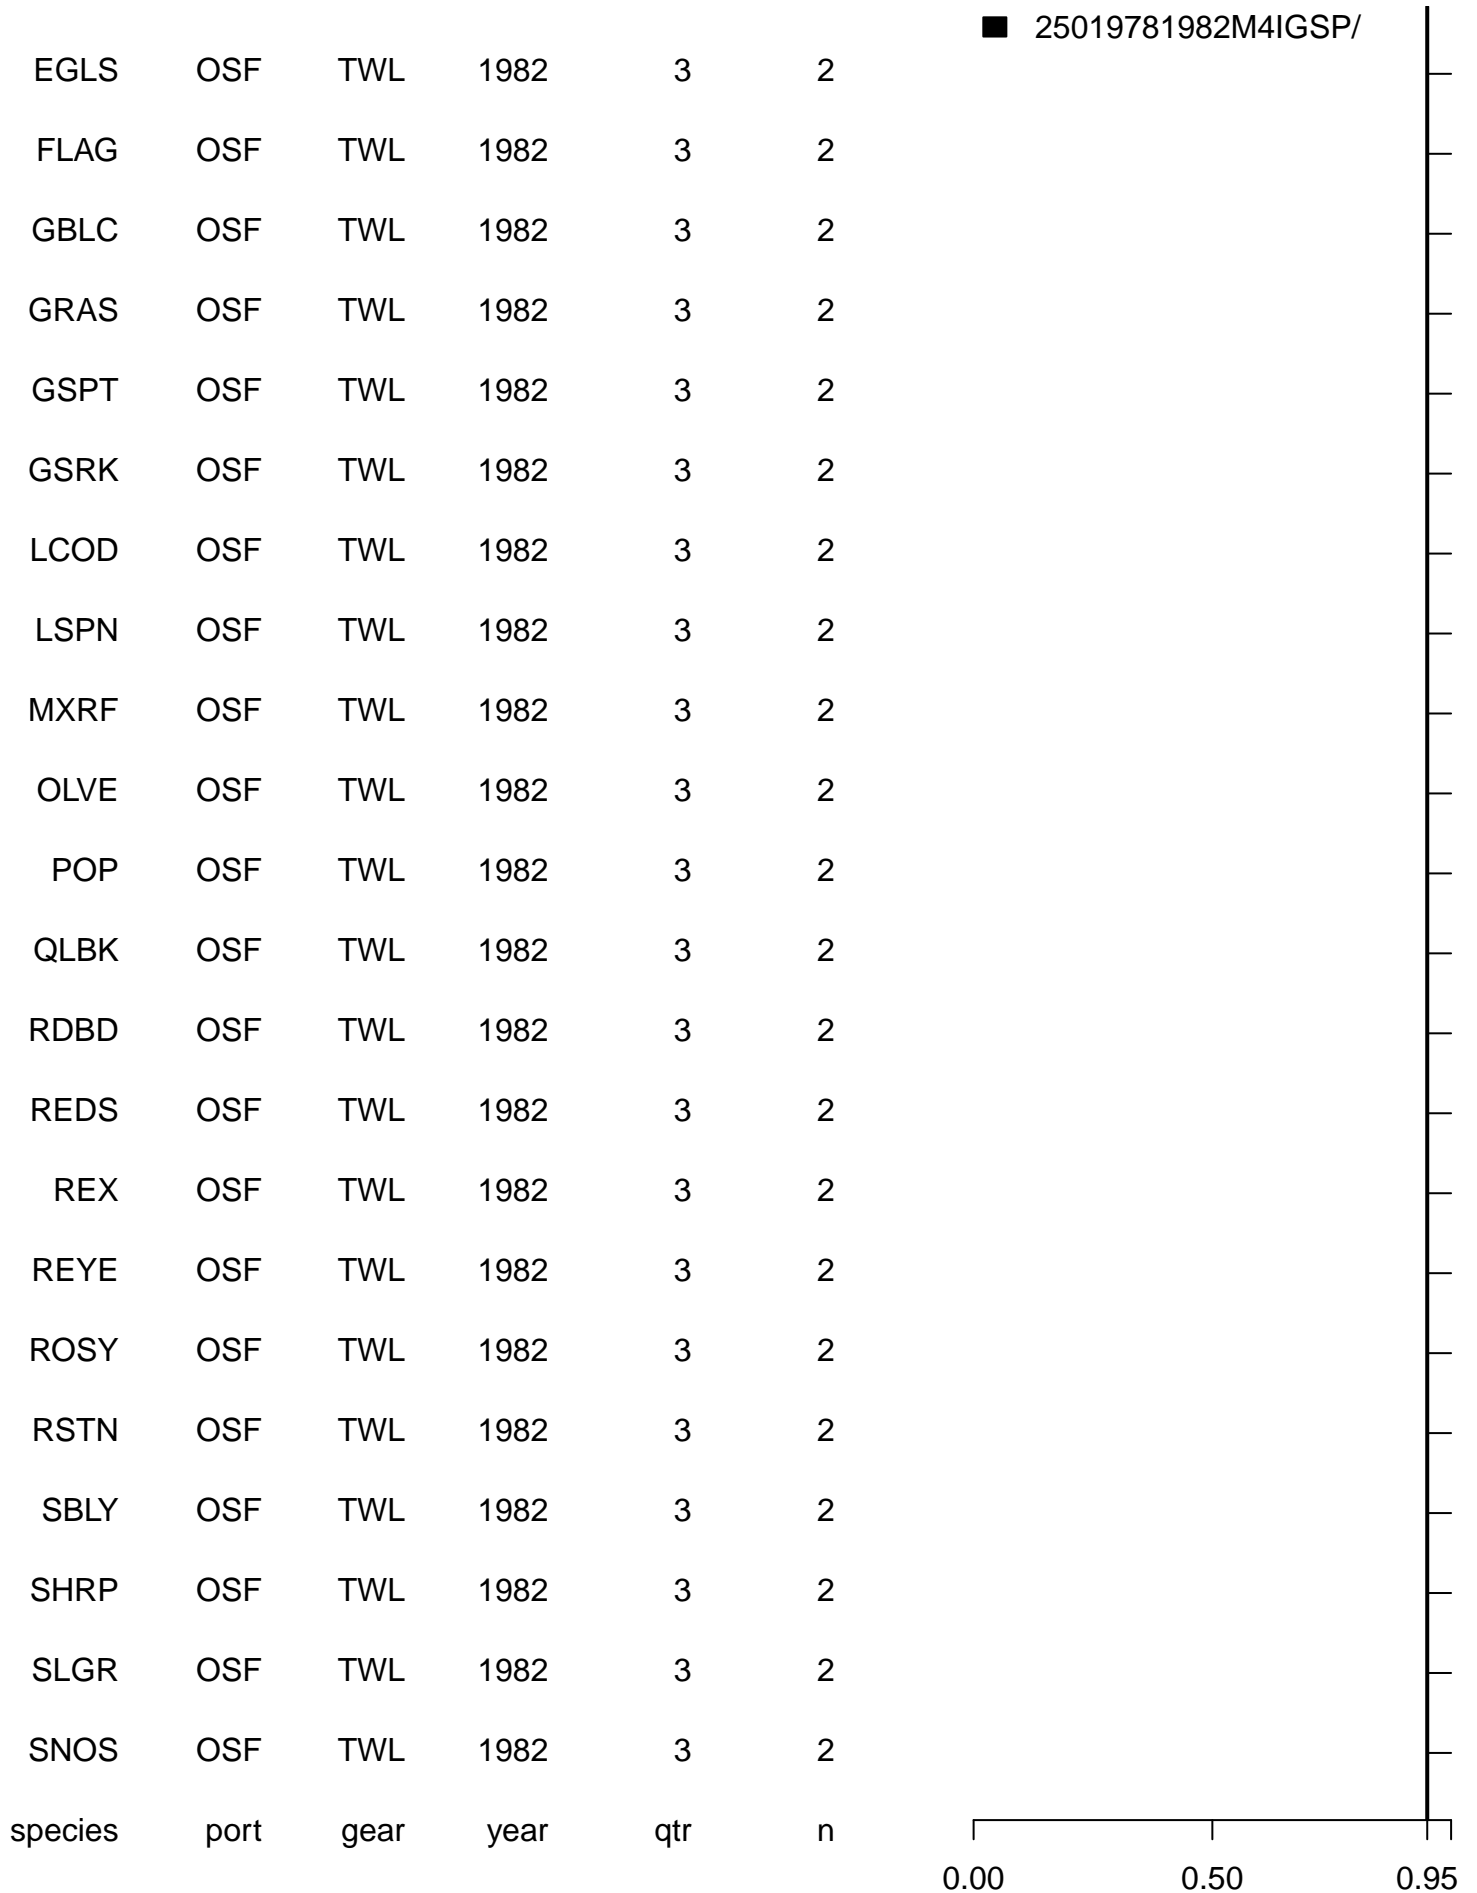 25019781982M4IGSP/
EGLS OSF TWL 1982 3 2
FLAG OSF TWL 1982 3 2
GBLC OSF TWL 1982 3 2
GRAS OSF TWL 1982 3 2
GSPT OSF TWL 1982 3 2
GSRK OSF TWL 1982 3 2
LCOD OSF TWL 1982 3 2
LSPN OSF TWL 1982 3 2
MXRF OSF TWL 1982 3 2
OLVE OSF TWL 1982 3 2
POP OSF TWL 1982 3 2
QLBK OSF TWL 1982 3 2
RDBD OSF TWL 1982 3 2
REDS OSF TWL 1982 3 2
REX OSF TWL 1982 3 2
REYE OSF TWL 1982 3 2
ROSY OSF TWL 1982 3 2
RSTN OSF TWL 1982 3 2
SBLY OSF TWL 1982 3 2
SHRP OSF TWL 1982 3 2
SLGR OSF TWL 1982 3 2
SNOS OSF TWL 1982 3 2
species port gear year qtr n
0.00 0.50 0.95